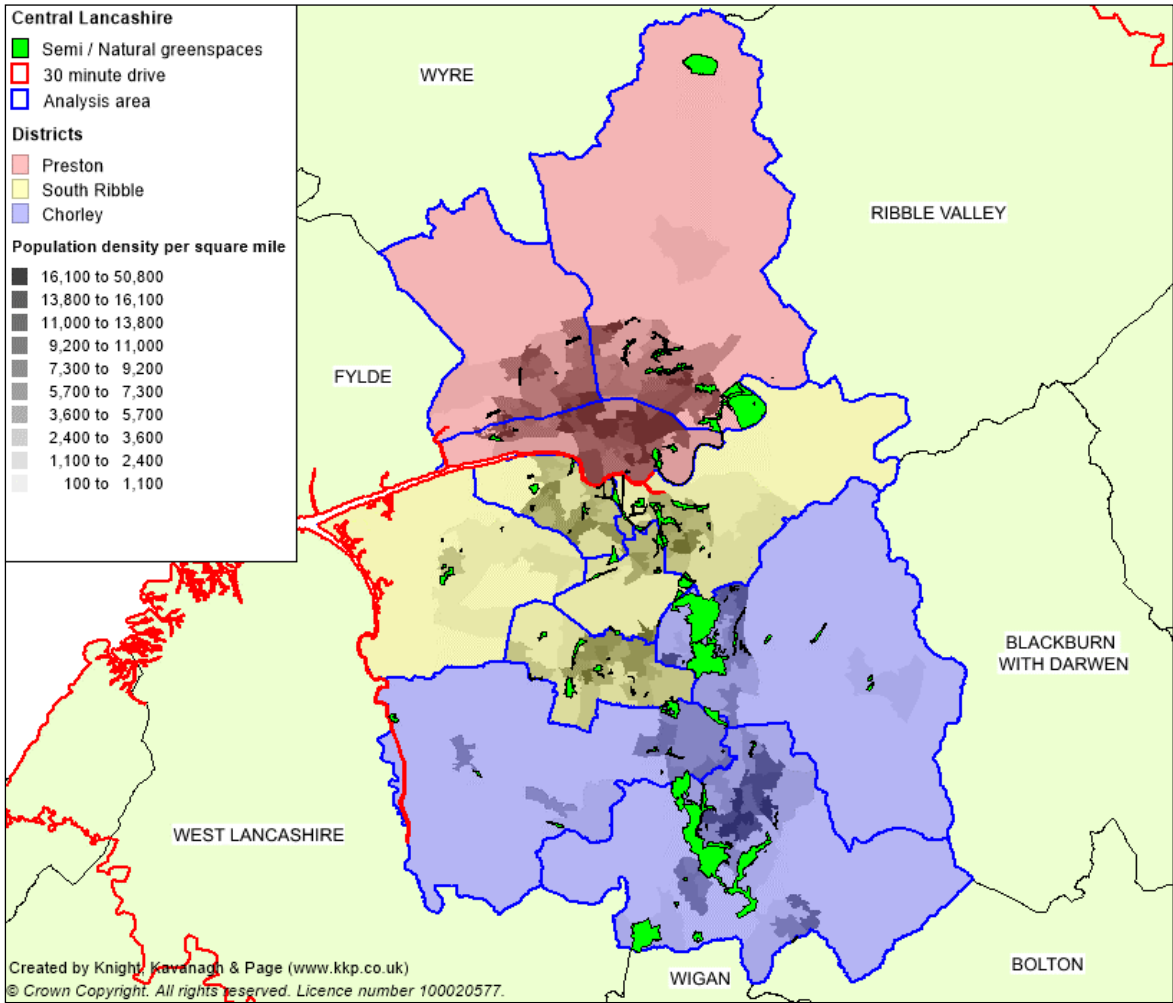 Central Lancashire
Semi / Natural greenspaces
30 minute drive
Analysis area
Districts
Preston
South Ribble
Chorley
Population density per square mile
16,100 to 50,800
13,800 to 16,100
11,000 to 13,800
9,200 to 11,000
7,300 to 9,200
5,700 to 7,300
3,600 to 5,700
2,400 to 3,600
1,100 to 2,400
100 to 1,100
WYRE
RIBBLE VALLEY
FYLDE
BLACKBURN
WITH DARWEN
WEST LANCASHIRE
WIGAN
BOLTON
Created by Knight, Kavanagh & Page (www.kkp.co.uk)
© Crown Copyright. All rights reserved. Licence number 100020577.